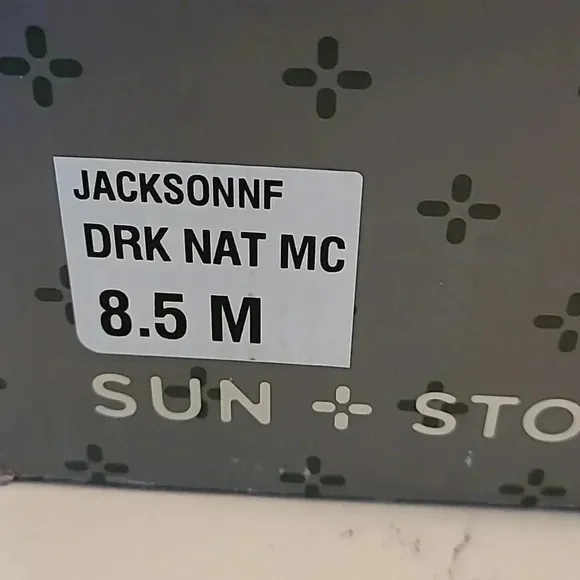 JACKSONNF
DRK NAT MC
8.5 M
SUN + STO